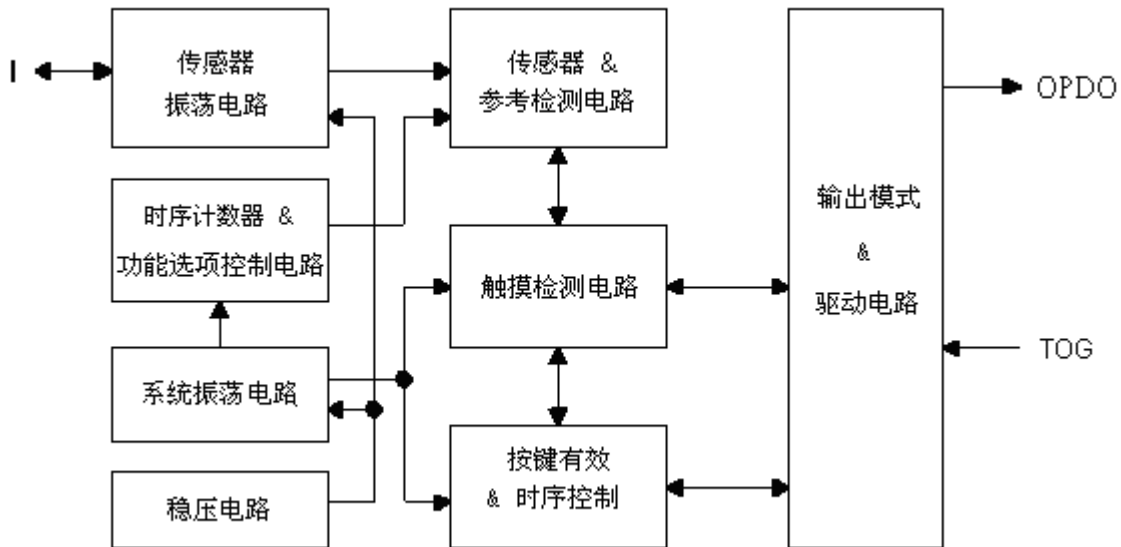 I
传感器
振荡电路
传感器 &
参考检测电路
OPDO
时序计数器 &
功能选项控制电路
触摸检测电路
输出模式
&
驱动电路
TOG
系统振荡电路
按键有效
& 时序控制
稳压电路